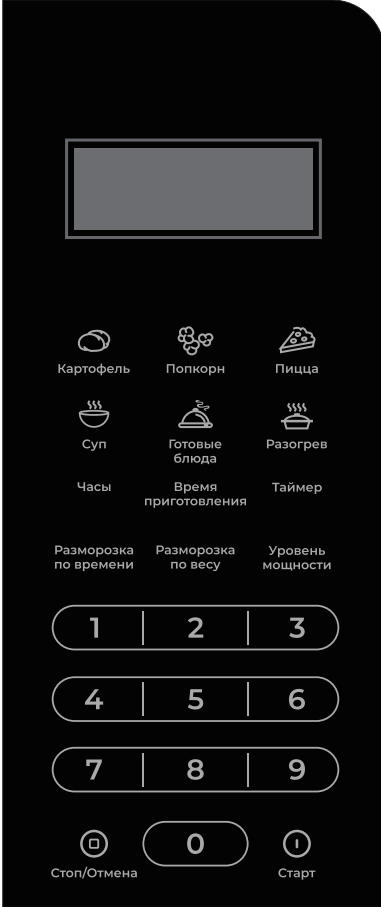 Картофель Попкорн Пицца
Суп Готовые блюда Разогрев
Часы Время приготовления Таймер
Разморозка по времени Разморозка по весу Уровень мощности
1 2 3
4 5 6
7 8 9
0
Стоп/Отмена Старт